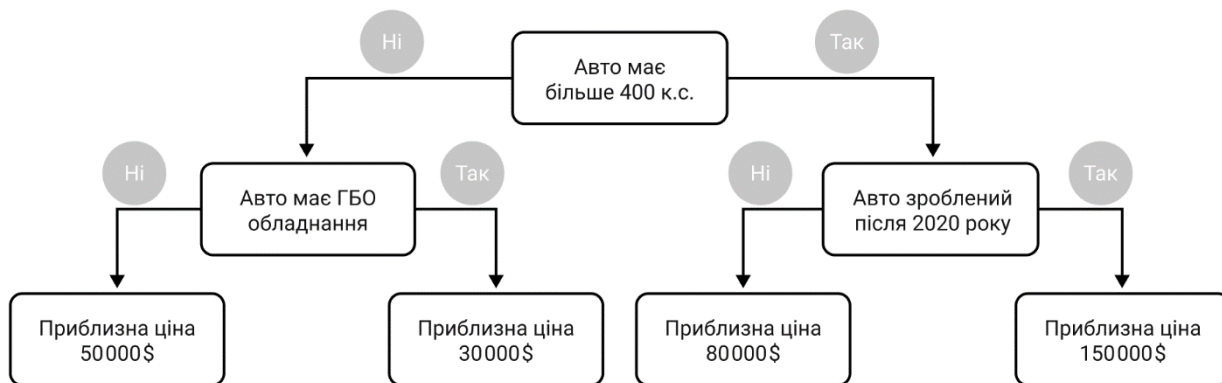 Ні
Так
Авто має
більше 400 к.с.
Ні
Так
Ні
Так
Авто має ГБО
обладнання
Авто зроблений
після 2020 року
Приблизна ціна
50000$
Приблизна ціна
30000$
Приблизна ціна
80000$
Приблизна ціна
150000$